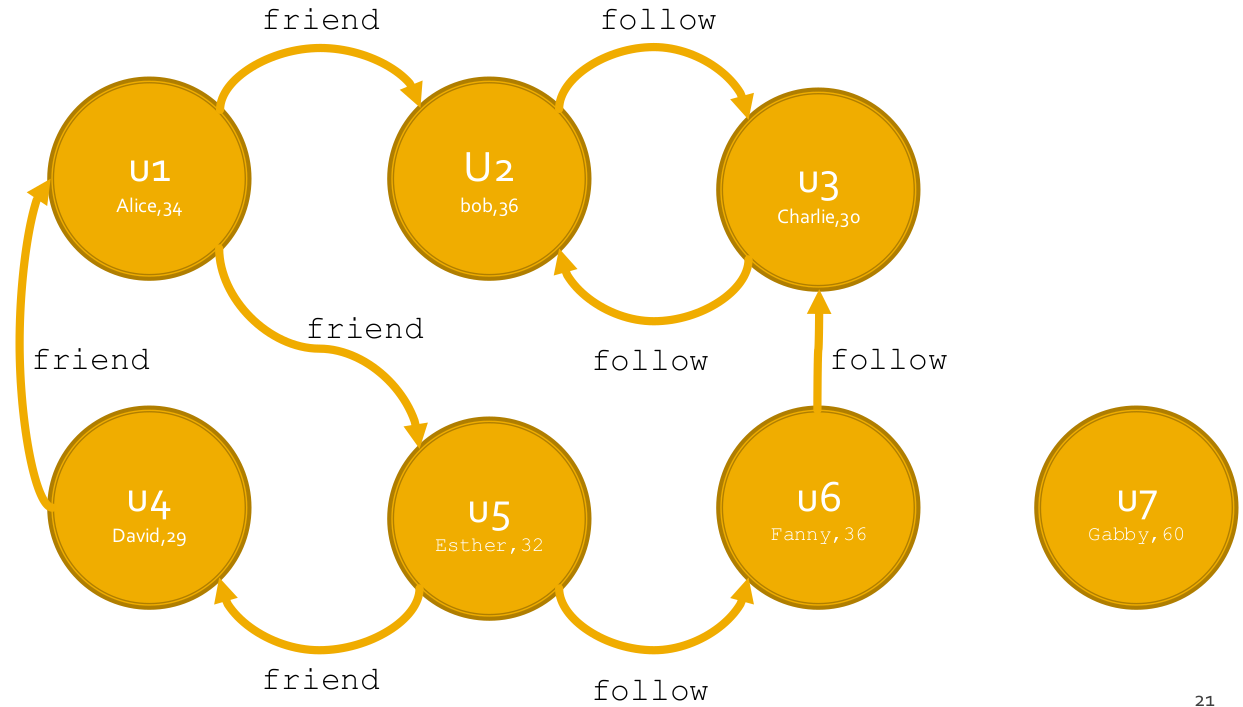 friend
follow
u1
Alice,34
U2
bob,36
u3
Charlie,30
friend
friend
follow
follow
u4
David,29
u5
Esther,32
u6
Fanny,36
u7
Gabby,60
friend
follow
21